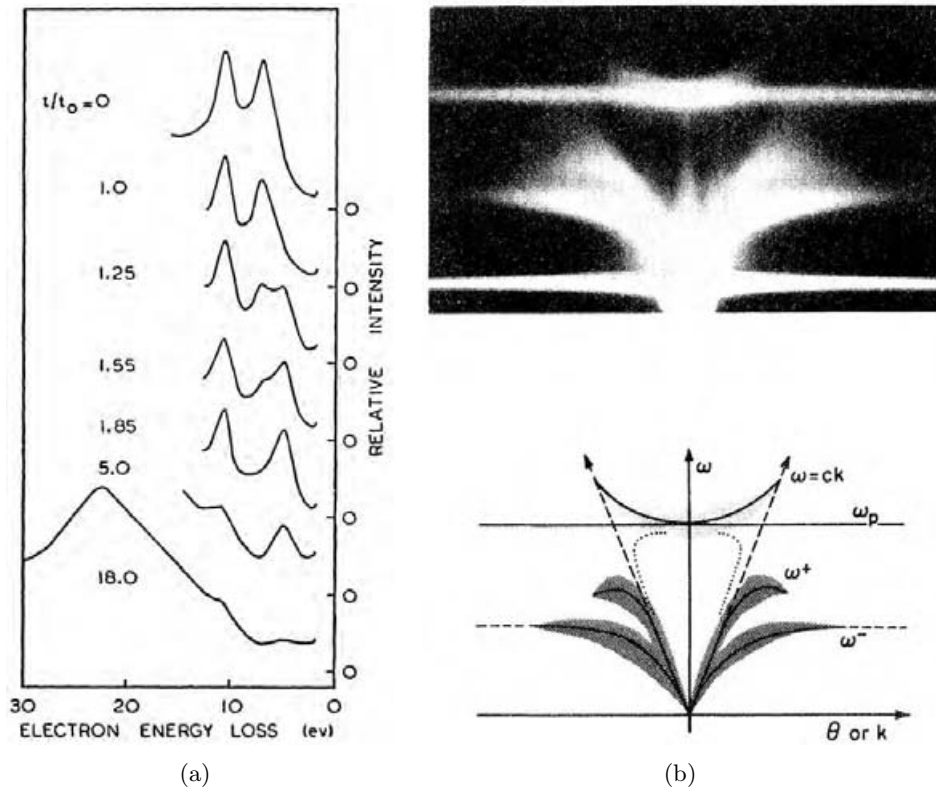 t/t₀=0
1.0
1.25
1.55
1.85
5.0
18.0
0
0
0
0
0
0
0
RELATIVE INTENSITY
30 20 10 0
ELECTRON ENERGY LOSS (ev)
(a)
ω
ω=ck
ωp
ω+
ω−
θ or k
(b)